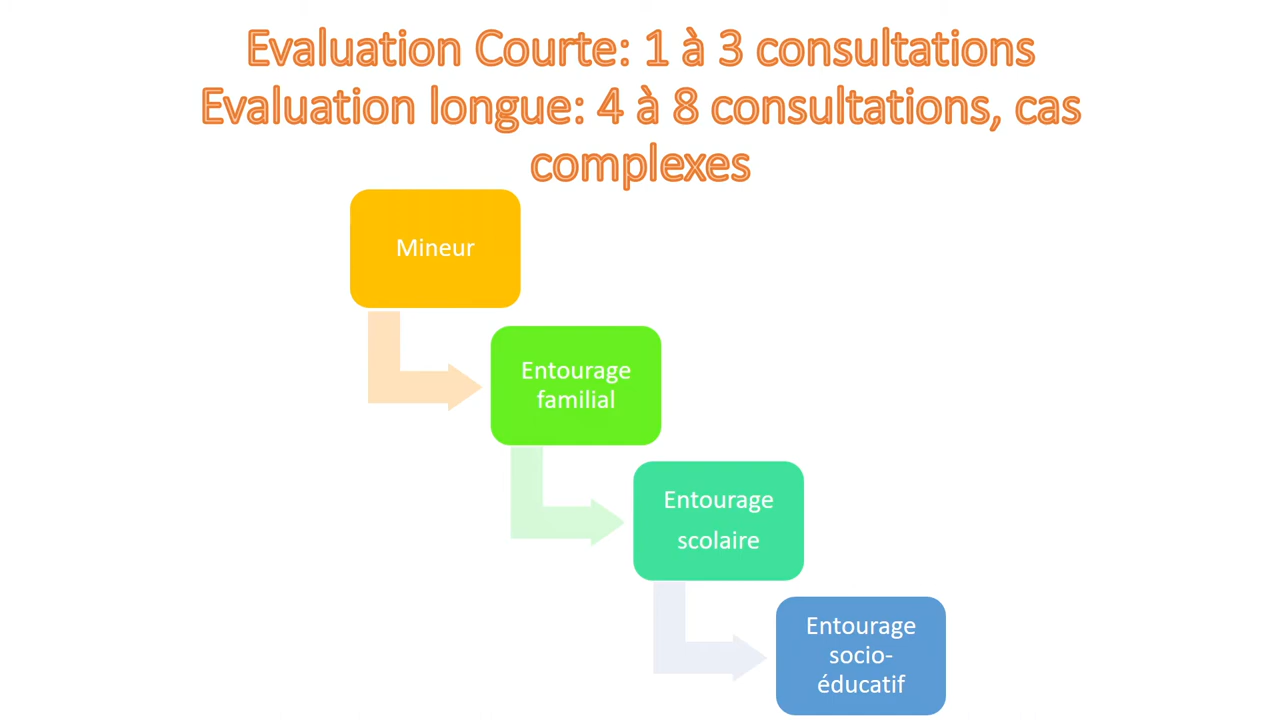 Evaluation Courte: 1 à 3 consultations
Evaluation longue: 4 à 8 consultations, cas
complexes
Mineur
Entourage
familial
Entourage
scolaire
Entourage
socio-
éducatif